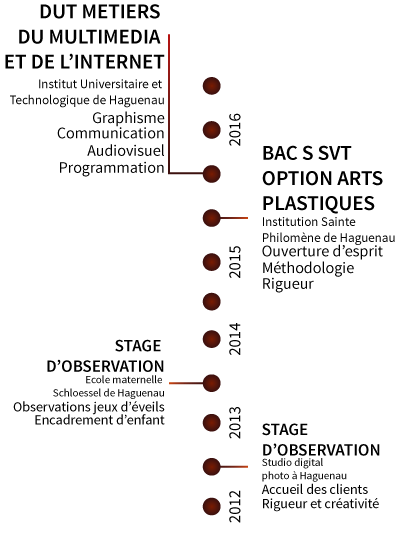 DUT METIERS
DU MULTIMEDIA
ET DE L'INTERNET
Institut Universitaire et
Technologique de Haguenau
Graphisme
Communication
Audiovisuel
Programmation
2016
BAC S SVT
OPTION ARTS
PLASTIQUES
Institution Sainte
Philomène de Haguenau
Ouverture d'esprit
Méthodologie
Rigueur
2015
2014
STAGE
D'OBSERVATION
Ecole maternelle
Schloessel de Haguenau
Observations jeux d'éveils
Encadrement d'enfant
2013
STAGE
D'OBSERVATION
Studio digital
photo à Haguenau
Accueil des clients
Rigueur et créativité
2012